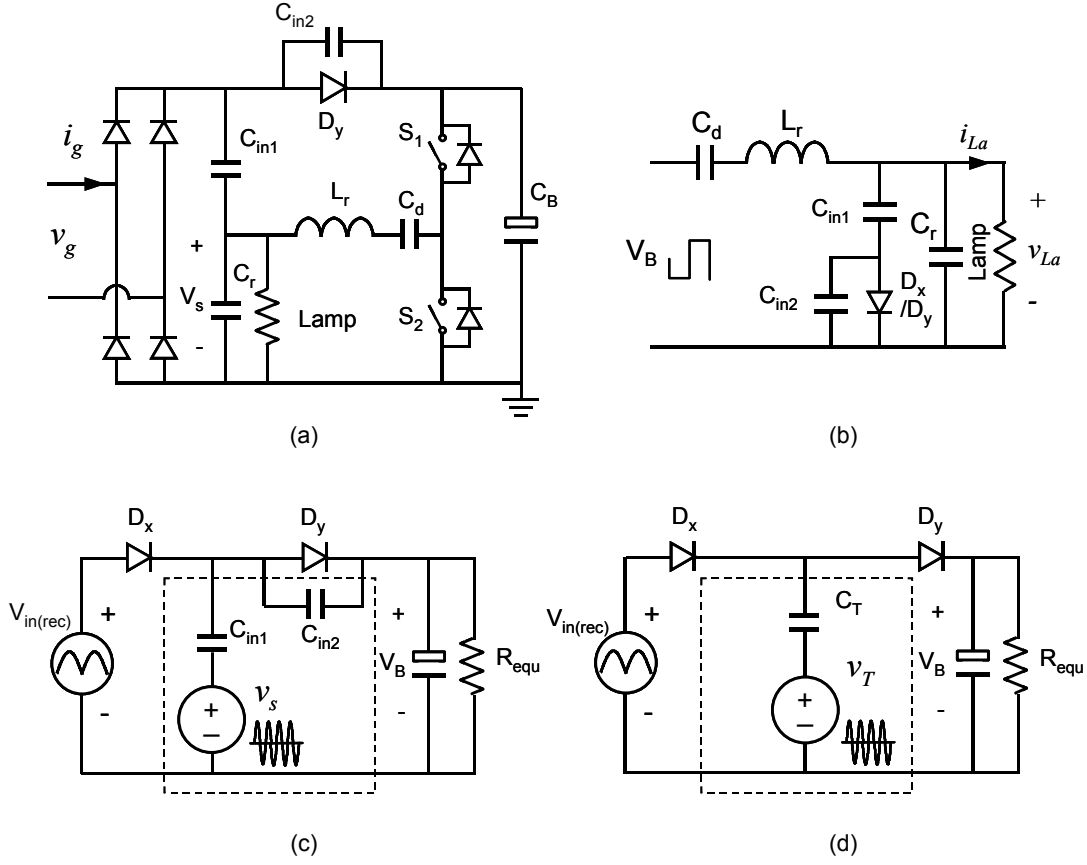 C_in2
D_y
i_g
C_in1
S_1
v_g
L_r
C_d
C_B
+
C_r
V_s
Lamp
S_2
-
(a)
C_d
L_r
i_La
C_in1
C_r
Lamp
+
v_La
-
V_B
C_in2
D_x
/D_y
(b)
D_x
D_y
V_in(rec)
+
-
C_in1
C_in2
v_s
+
–
+
V_B
-
R_equ
(c)
D_x
D_y
V_in(rec)
+
-
C_T
v_T
+
–
+
V_B
-
R_equ
(d)